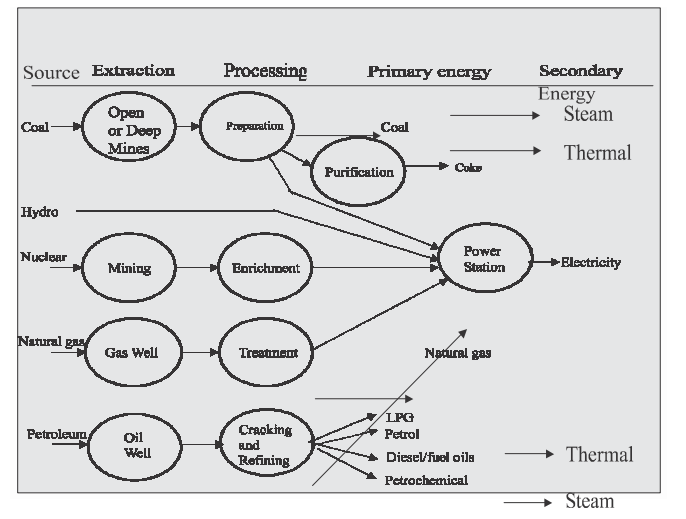 Source Extraction Processing Primary energy Secondary
Energy
Coal
Open
or Deep
Mines
Preparation
Coal
Steam
Purification
Coke
Thermal
Hydro
Nuclear
Mining
Enrichment
Power
Station
Electricity
Natural gas
Gas Well
Treatment
Natural gas
Petroleum
Oil
Well
Cracking
and
Refining
LPG
Petrol
Diesel/fuel oils
Petrochemical
Thermal
Steam